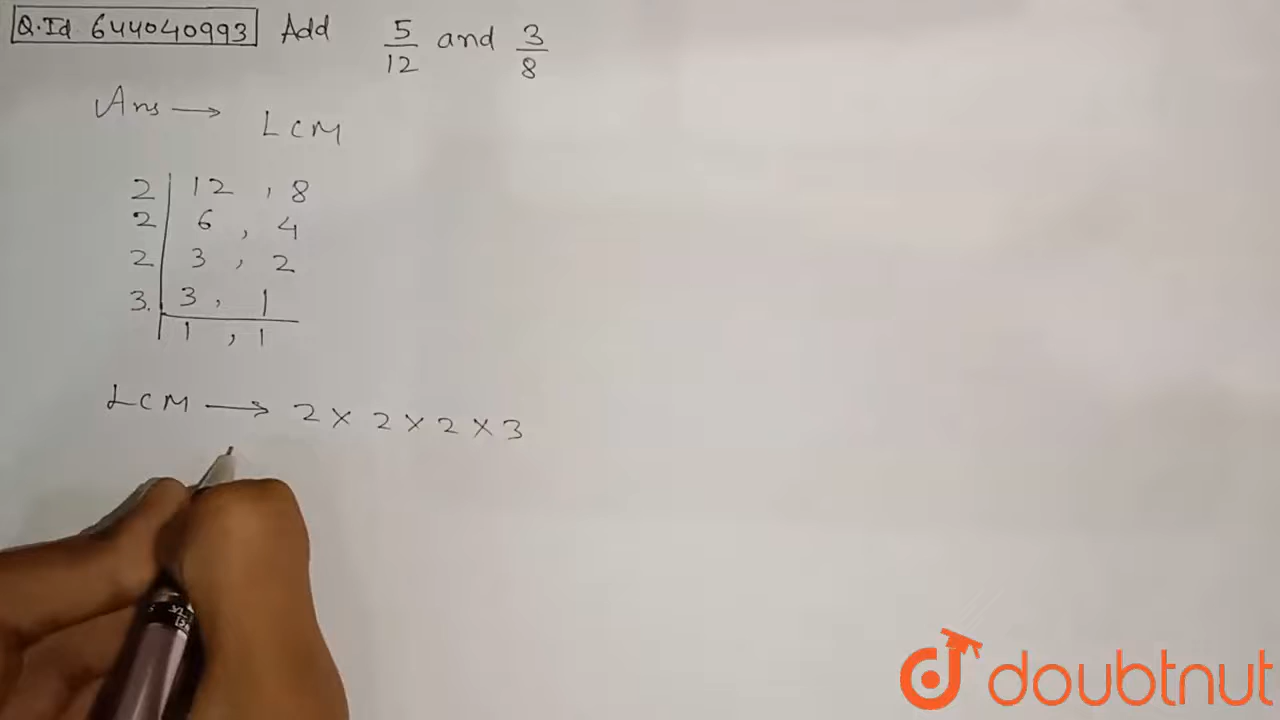 Q.Id 644040993 Add 5/12 and 3/8
Ans → LCM
2 | 12 , 8
2 | 6 , 4
2 | 3 , 2
3. | 3 , 1
1 , 1
LCM → 2 × 2 × 2 × 3
doubtnut